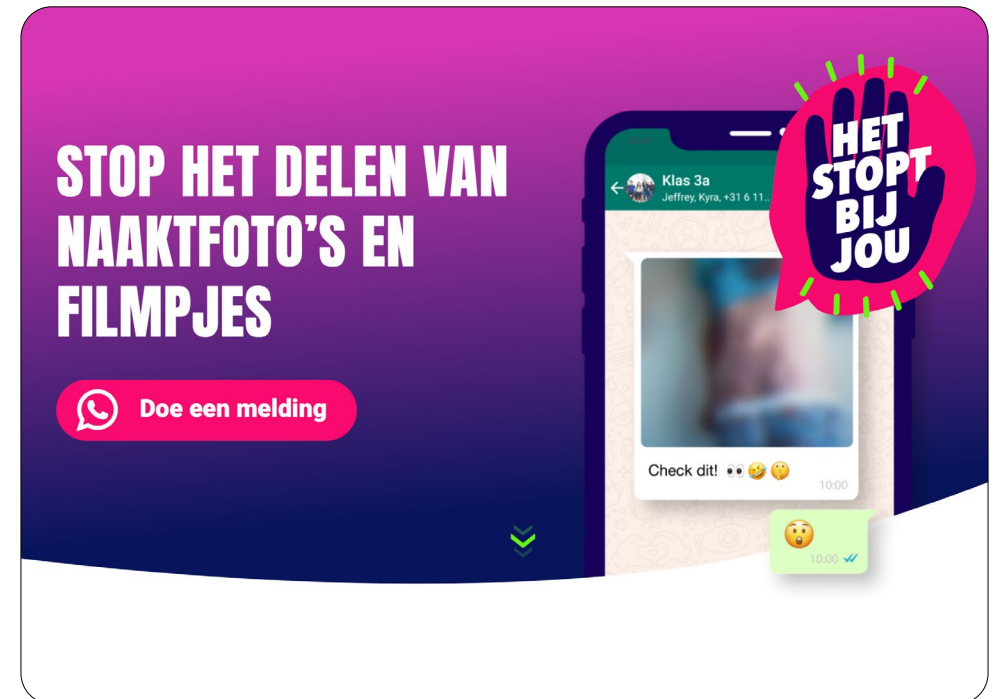 STOP HET DELEN VAN
NAAKTFOTO'S EN
FILMPJES
Doe een melding
Klas 3a
Jeffrey, Kyra, +31 6 11..
Check dit! 👀 🤣 🤫
10:00
😲
10:00
HET
STOPT
BIJ
JOU